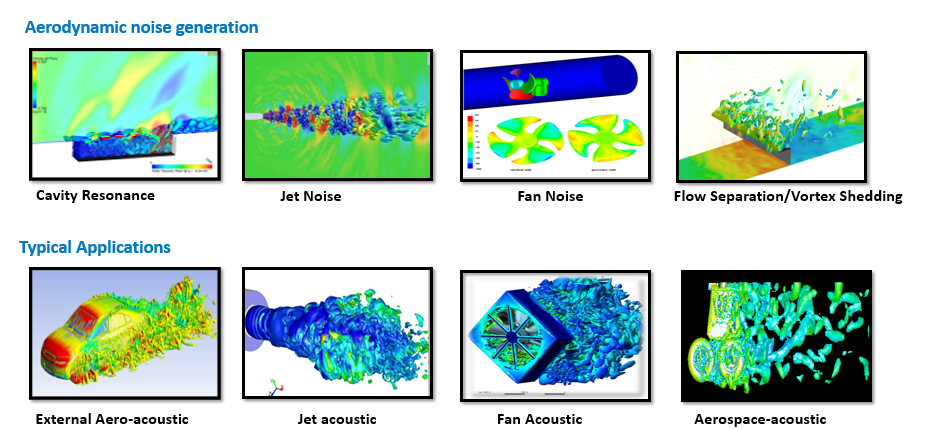 Aerodynamic noise generation
Cavity Resonance
Jet Noise
Fan Noise
Flow Separation/Vortex Shedding
Typical Applications
External Aero-acoustic
Jet acoustic
Fan Acoustic
Aerospace-acoustic